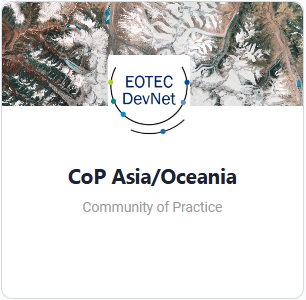 EOTEC
DevNet
CoP Asia/Oceania
Community of Practice